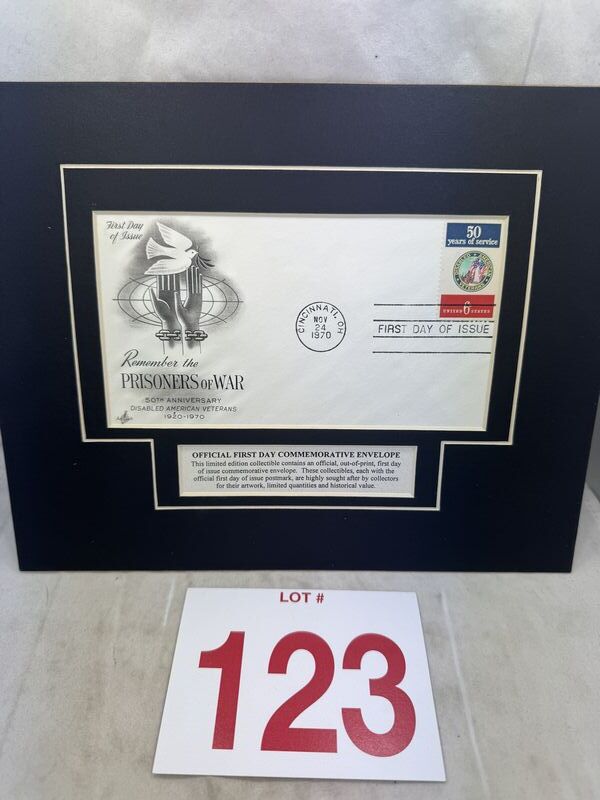 First Day
of Issue
Remember the
PRISONERS OF WAR
50TH ANNIVERSARY
DISABLED AMERICAN VETERANS
1920-1970
CINCINNATI, OH
NOV
24
1970
FIRST DAY OF ISSUE
50
years of service
DISABLED AMERICAN VETERANS
UNITED 6c STATES
OFFICIAL FIRST DAY COMMEMORATIVE ENVELOPE
This limited edition collectible contains an official, out-of-print, first day
of issue commemorative envelope. These collectibles, each with the
official first day of issue postmark, are highly sought after by collectors
for their artwork, limited quantities and historical value.
LOT #
123